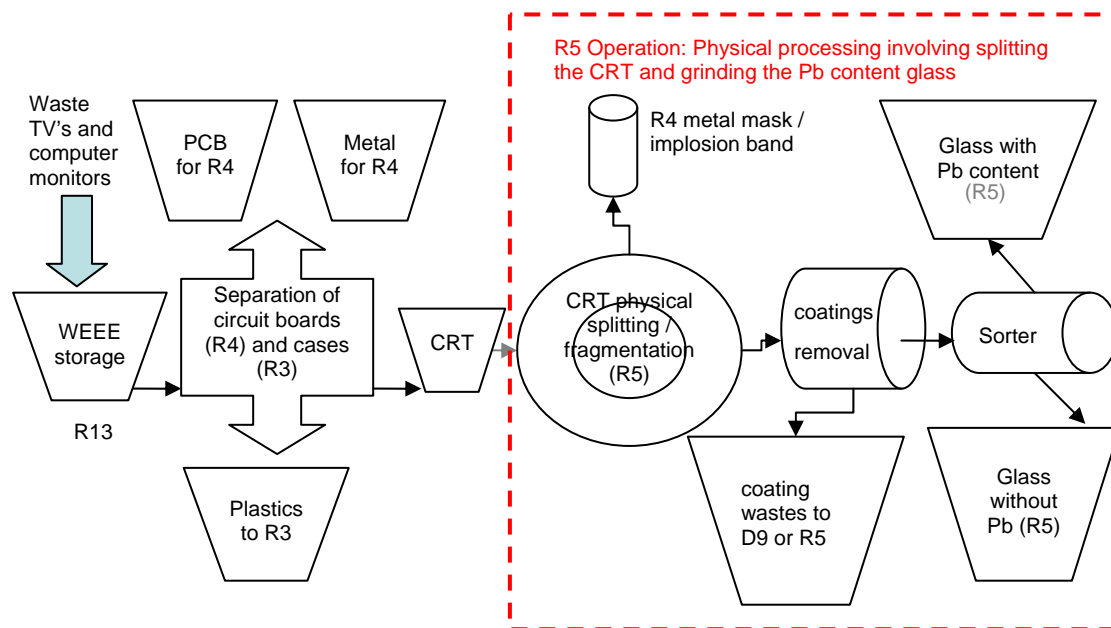 R5 Operation: Physical processing involving splitting
the CRT and grinding the Pb content glass
Waste
TV's and
computer
monitors
PCB
for R4
Metal
for R4
R4 metal mask /
implosion band
Glass with
Pb content
(R5)
WEEE
storage
R13
Separation of
circuit boards
(R4) and cases
(R3)
CRT
CRT physical
splitting /
fragmentation
(R5)
coatings
removal
Sorter
Plastics
to R3
coating
wastes to
D9 or R5
Glass
without
Pb (R5)